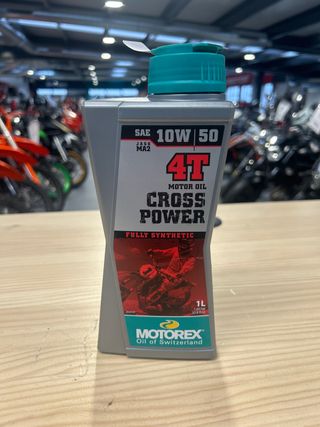 SAE 10W/50
JASO MA2
4T
MOTOR OIL
CROSS
POWER
FULLY SYNTHETIC
1L
MOTOREX
Oil of Switzerland